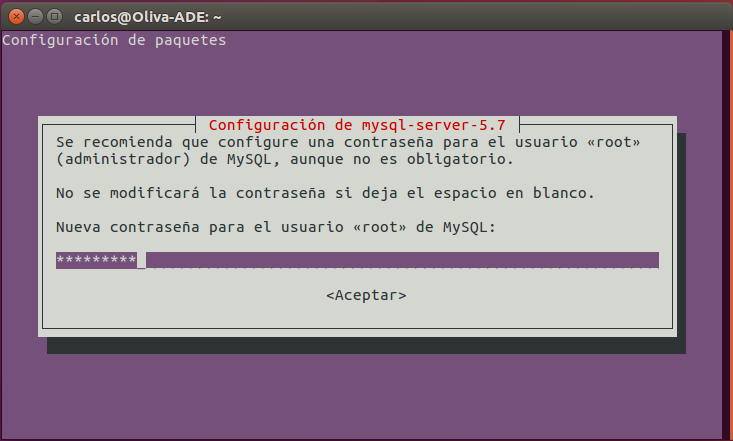 carlos@Oliva-ADE: ~
Configuración de paquetes
Configuración de mysql-server-5.7
Se recomienda que configure una contraseña para el usuario «root»
(administrador) de MySQL, aunque no es obligatorio.
No se modificará la contraseña si deja el espacio en blanco.
Nueva contraseña para el usuario «root» de MySQL:
*********
<Aceptar>